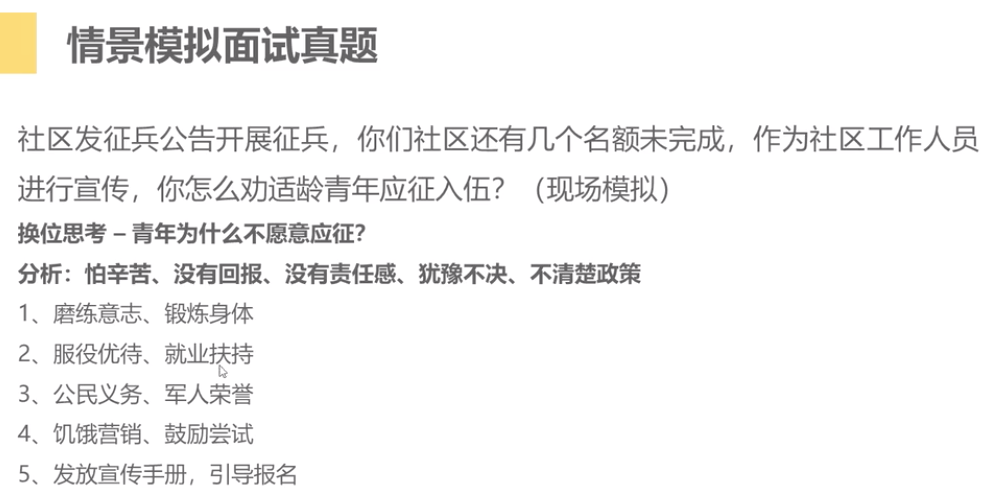 情景模拟面试真题
社区发征兵公告开展征兵，你们社区还有几个名额未完成，作为社区工作人员
进行宣传，你怎么劝适龄青年应征入伍？（现场模拟）
换位思考 – 青年为什么不愿意应征？
分析：怕辛苦、没有回报、没有责任感、犹豫不决、不清楚政策
1、磨练意志、锻炼身体
2、服役优待、就业扶持
3、公民义务、军人荣誉
4、饥饿营销、鼓励尝试
5、发放宣传手册，引导报名